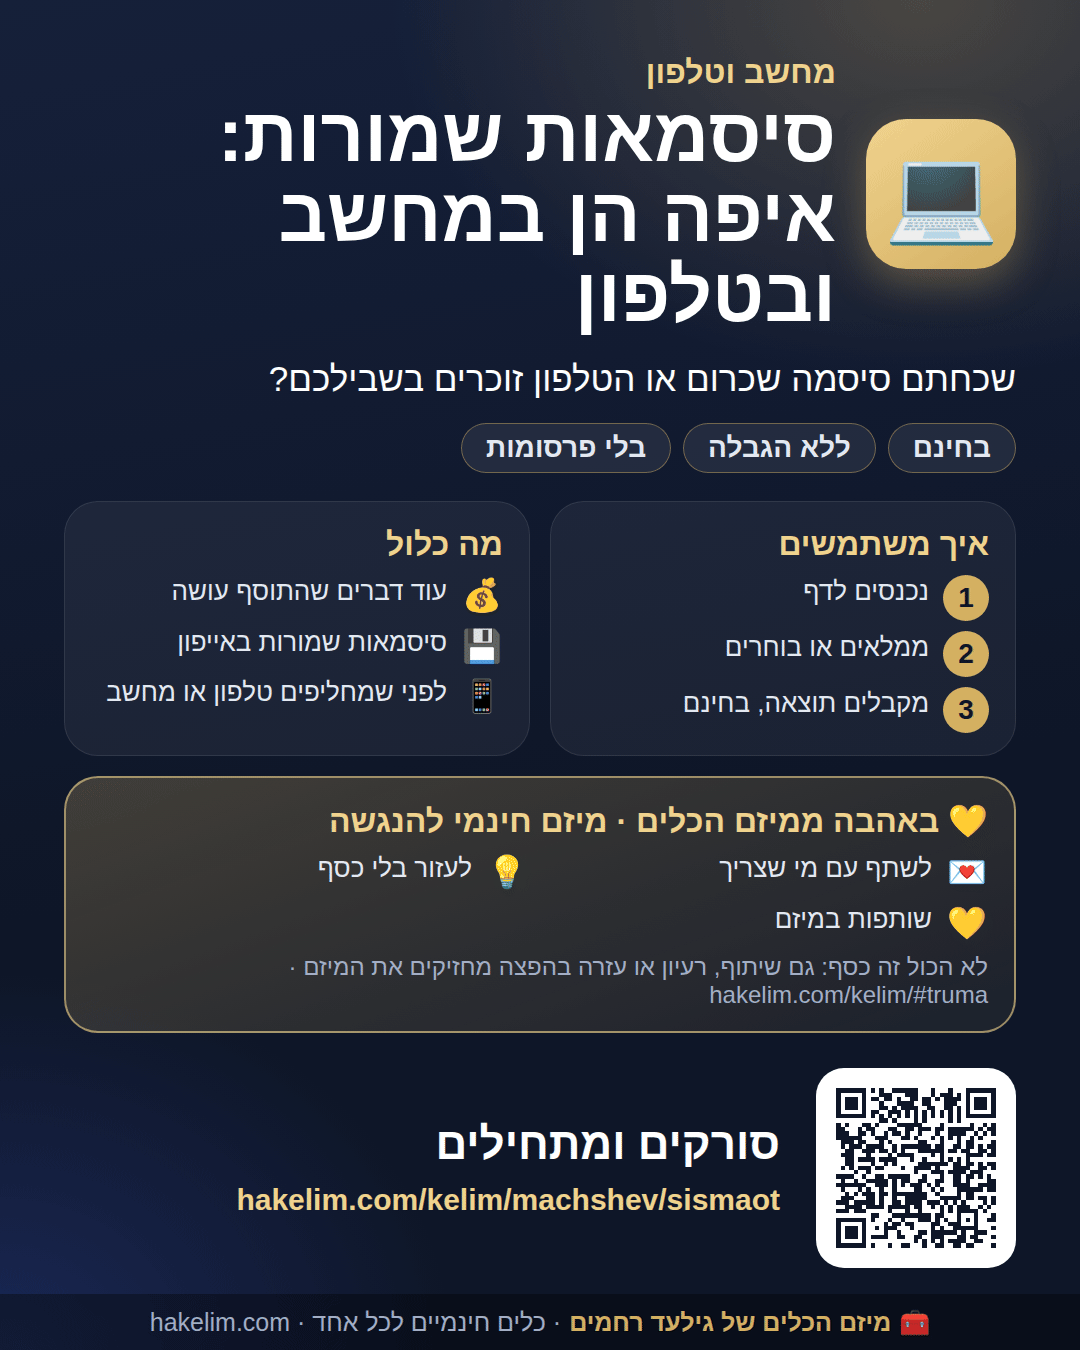 מחשב וטלפון
סיסמאות שמורות:
איפה הן במחשב
ובטלפון
שכחתם סיסמה שכרום או הטלפון זוכרים בשבילכם?
בחינם
ללא הגבלה
בלי פרסומות
איך משתמשים
1 נכנסים לדף
2 ממלאים או בוחרים
3 מקבלים תוצאה, בחינם
מה כלול
עוד דברים שהתוסף עושה
סיסמאות שמורות באייפון
לפני שמחליפים טלפון או מחשב
באהבה ממיזם הכלים · מיזם חינמי להנגשה
לשתף עם מי שצריך
לעזור בלי כסף
שותפות במיזם
לא הכול זה כסף: גם שיתוף, רעיון או עזרה בהפצה מחזיקים את המיזם ·
hakelim.com/kelim/#truma
סורקים ומתחילים
hakelim.com/kelim/machshev/sismaot
מיזם הכלים של גילעד רחמים · כלים חינמיים לכל אחד · hakelim.com